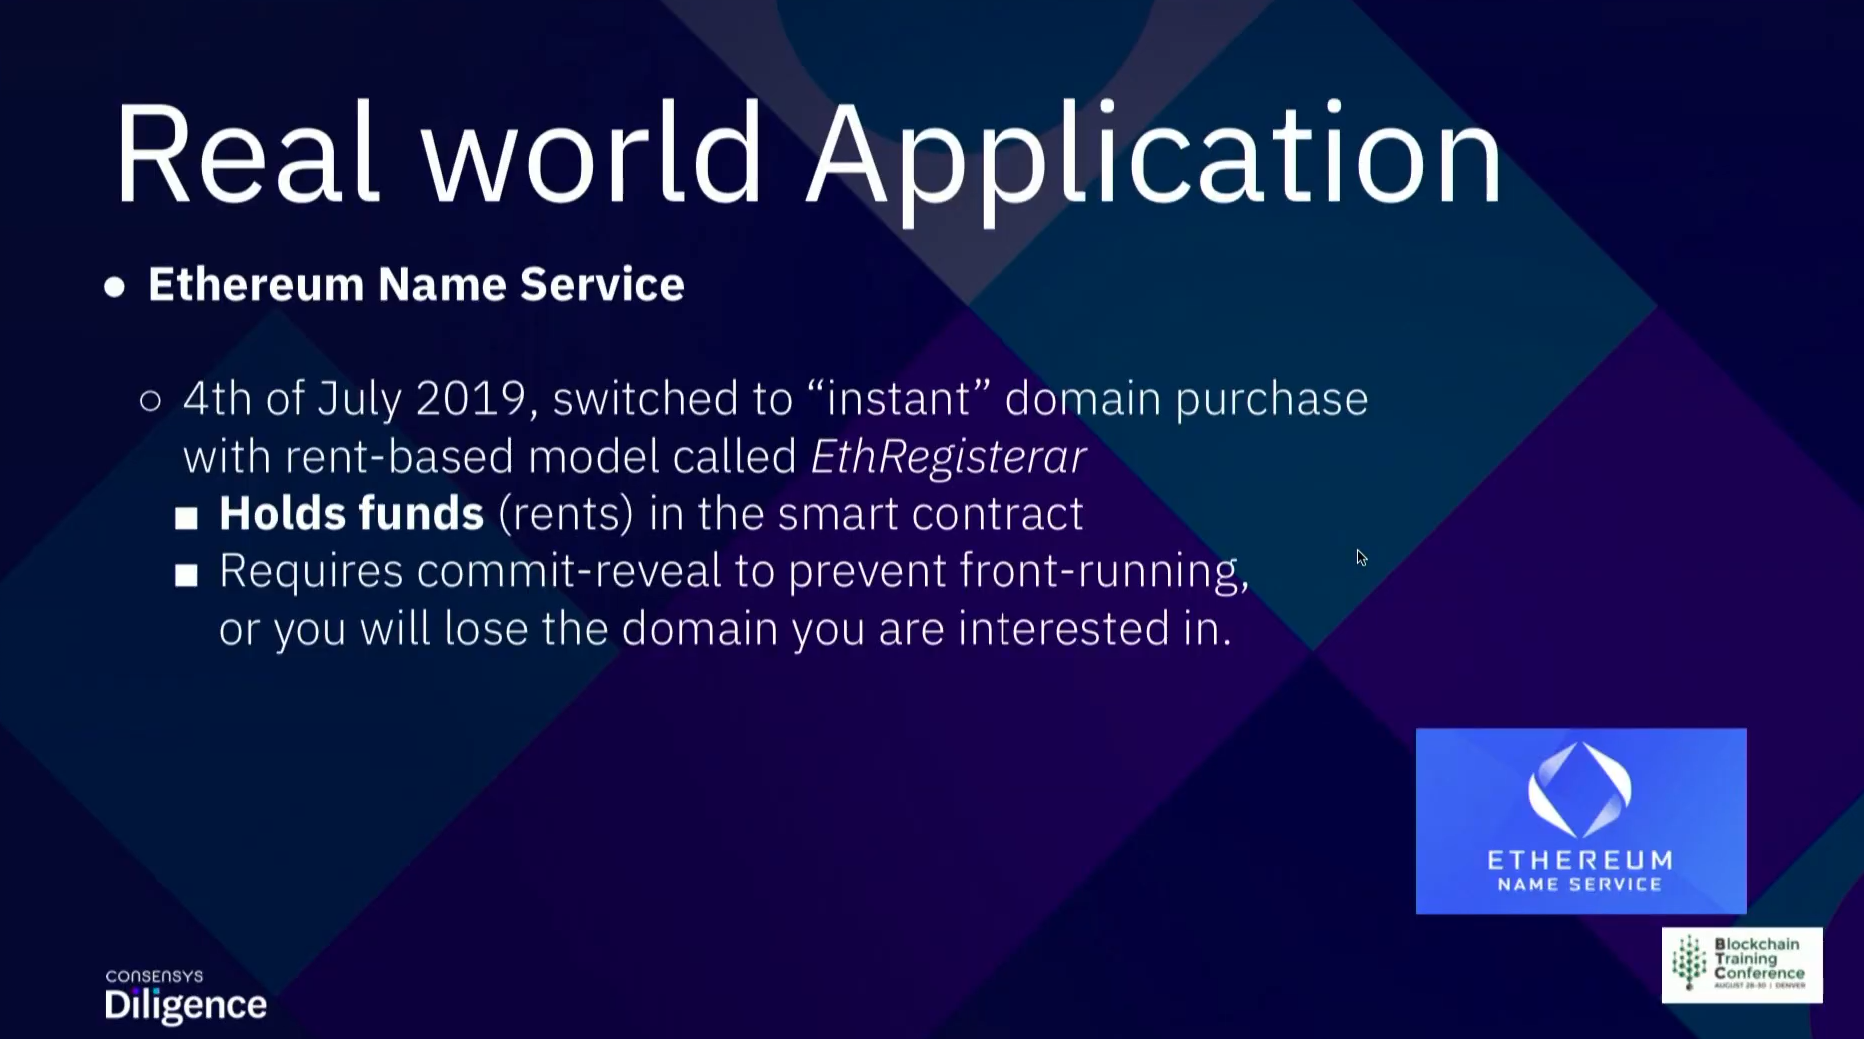 Real world Application
● Ethereum Name Service
○ 4th of July 2019, switched to “instant” domain purchase
with rent-based model called EthRegisterar
■ Holds funds (rents) in the smart contract
■ Requires commit-reveal to prevent front-running,
or you will lose the domain you are interested in.
ETHEREUM
NAME SERVICE
CONSENSYS
Diligence
Blockchain
Training
Conference
AUGUST 28-30 | DENVER